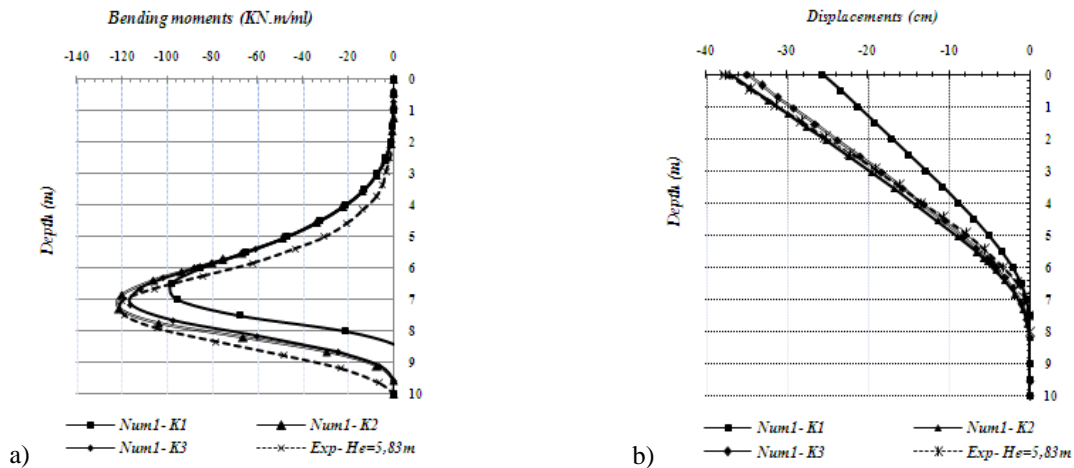 Bending moments (KN.m/ml)
-140 -120 -100 -80 -60 -40 -20 0
0
1
2
3
4
5
6
7
8
9
10
Depth (m)
Num1- K1
Num1- K2
Num1- K3
Exp- He=5,83m
a)
Displacements (cm)
-40 -30 -20 -10 0
0
1
2
3
4
5
6
7
8
9
10
Depth (m)
Num1- K1
Num1- K2
Num1- K3
Exp- He=5,83m
b)